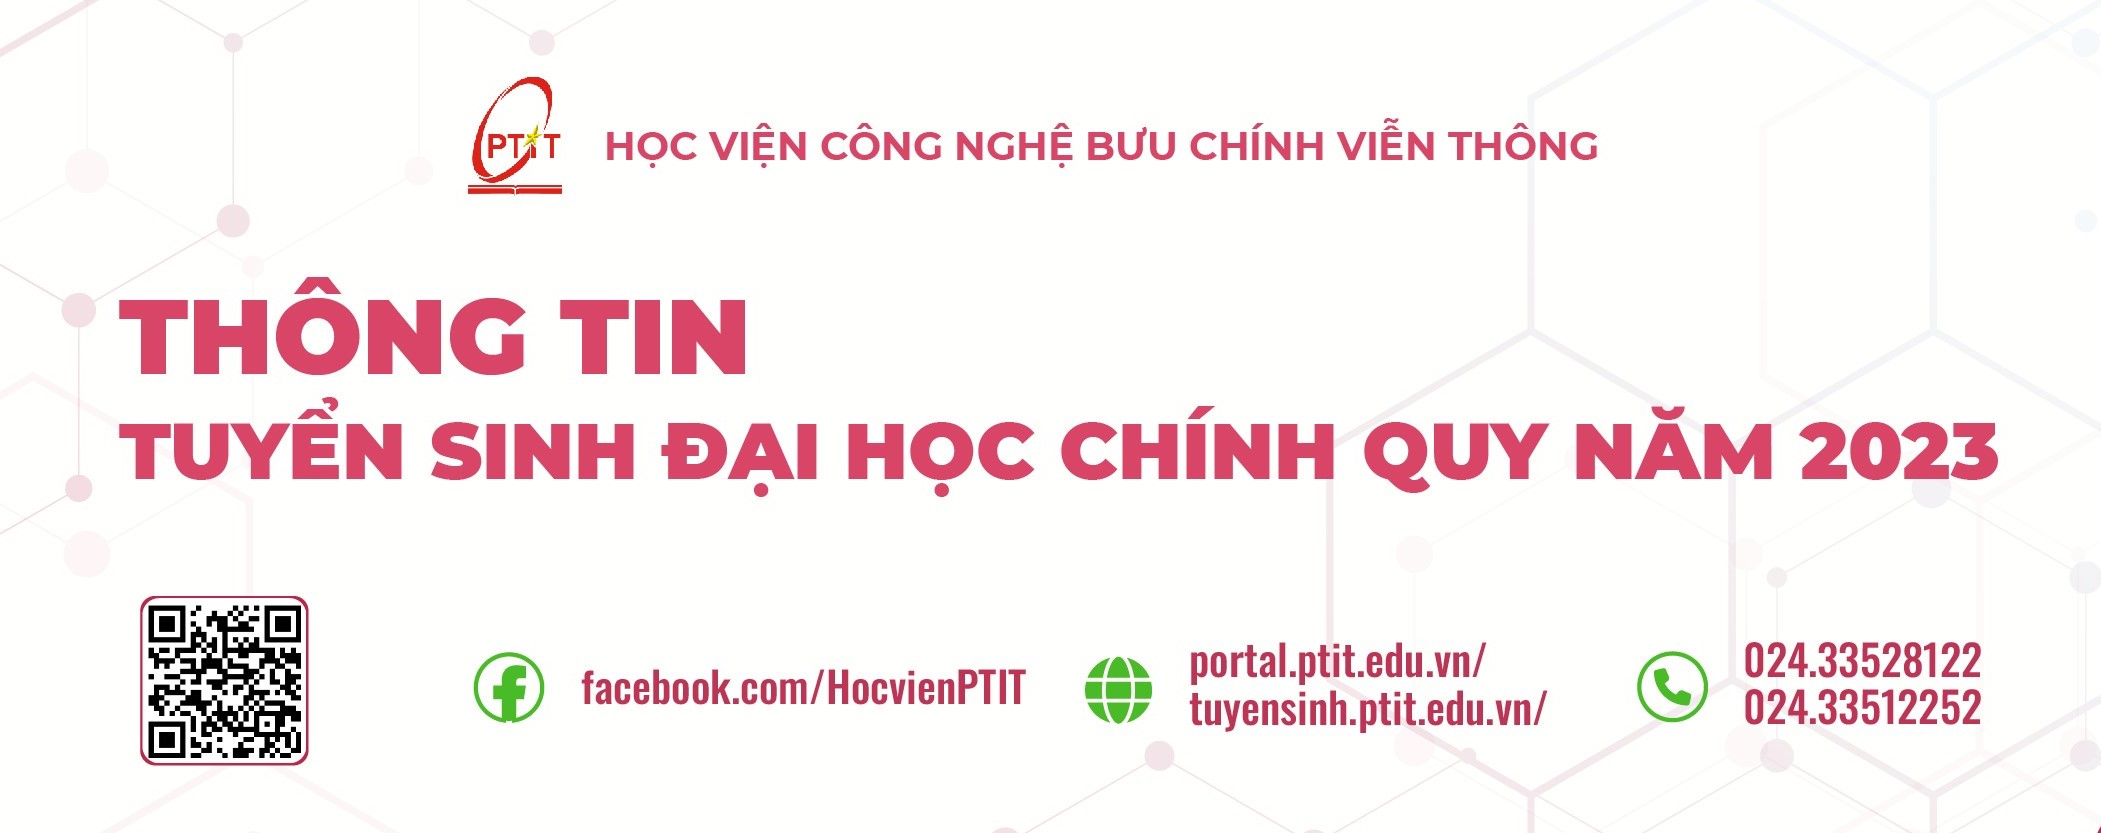 PTIT
HỌC VIỆN CÔNG NGHỆ BƯU CHÍNH VIỄN THÔNG
THÔNG TIN
TUYỂN SINH ĐẠI HỌC CHÍNH QUY NĂM 2023
facebook.com/HocvienPTIT
portal.ptit.edu.vn/
tuyensinh.ptit.edu.vn/
024.33528122
024.33512252